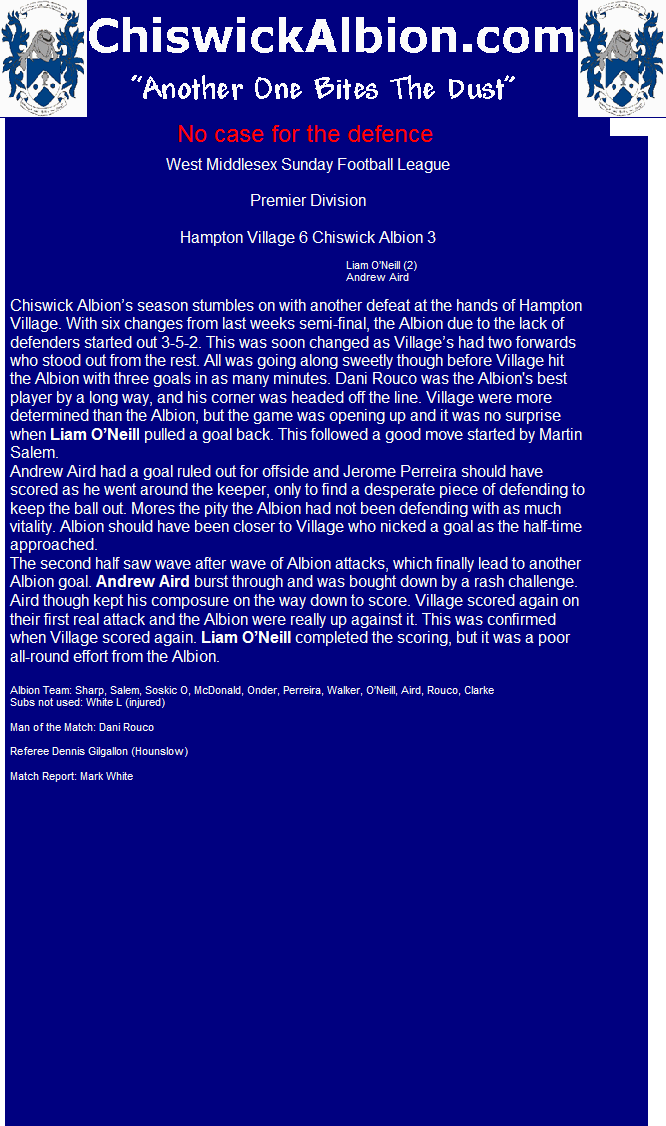 ChiswickAlbion.com
"Another One Bites The Dust"
No case for the defence
West Middlesex Sunday Football League
Premier Division
Hampton Village 6 Chiswick Albion 3
Liam O'Neill (2)
Andrew Aird
Chiswick Albion’s season stumbles on with another defeat at the hands of Hampton
Village. With six changes from last weeks semi-final, the Albion due to the lack of
defenders started out 3-5-2. This was soon changed as Village’s had two forwards
who stood out from the rest. All was going along sweetly though before Village hit
the Albion with three goals in as many minutes. Dani Rouco was the Albion's best
player by a long way, and his corner was headed off the line. Village were more
determined than the Albion, but the game was opening up and it was no surprise
when Liam O’Neill pulled a goal back. This followed a good move started by Martin
Salem.
Andrew Aird had a goal ruled out for offside and Jerome Perreira should have
scored as he went around the keeper, only to find a desperate piece of defending to
keep the ball out. Mores the pity the Albion had not been defending with as much
vitality. Albion should have been closer to Village who nicked a goal as the half-time
approached.
The second half saw wave after wave of Albion attacks, which finally lead to another
Albion goal. Andrew Aird burst through and was bought down by a rash challenge.
Aird though kept his composure on the way down to score. Village scored again on
their first real attack and the Albion were really up against it. This was confirmed
when Village scored again. Liam O’Neill completed the scoring, but it was a poor
all-round effort from the Albion.
Albion Team: Sharp, Salem, Soskic O, McDonald, Onder, Perreira, Walker, O'Neill, Aird, Rouco, Clarke
Subs not used: White L (injured)
Man of the Match: Dani Rouco
Referee Dennis Gilgallon (Hounslow)
Match Report: Mark White